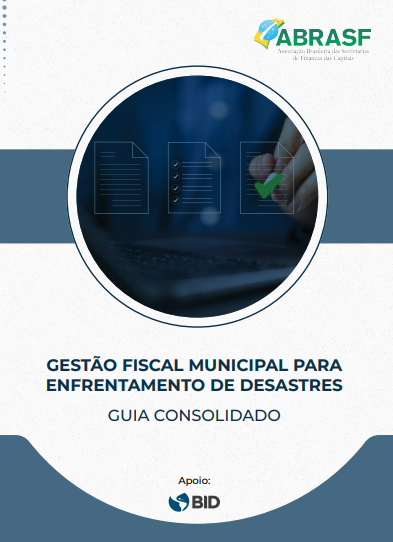 ABRASF
Associação Brasileira das Secretarias
de Finanças das Capitais
GESTÃO FISCAL MUNICIPAL PARA
ENFRENTAMENTO DE DESASTRES
GUIA CONSOLIDADO
Apoio:
BID